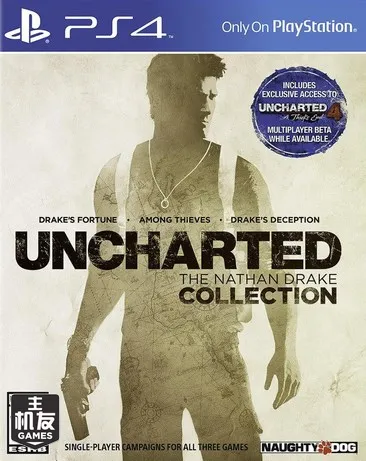 PS4
Only On PlayStation
INCLUDES
EXCLUSIVE ACCESS TO
UNCHARTED 4
A Thief's End
MULTIPLAYER BETA
WHILE AVAILABLE
DRAKE'S FORTUNE · AMONG THIEVES · DRAKE'S DECEPTION
UNCHARTED
THE NATHAN DRAKE
COLLECTION
主
机友
GAMES
ESRB
SINGLE-PLAYER CAMPAIGNS FOR ALL THREE GAMES
NAUGHTY DOG